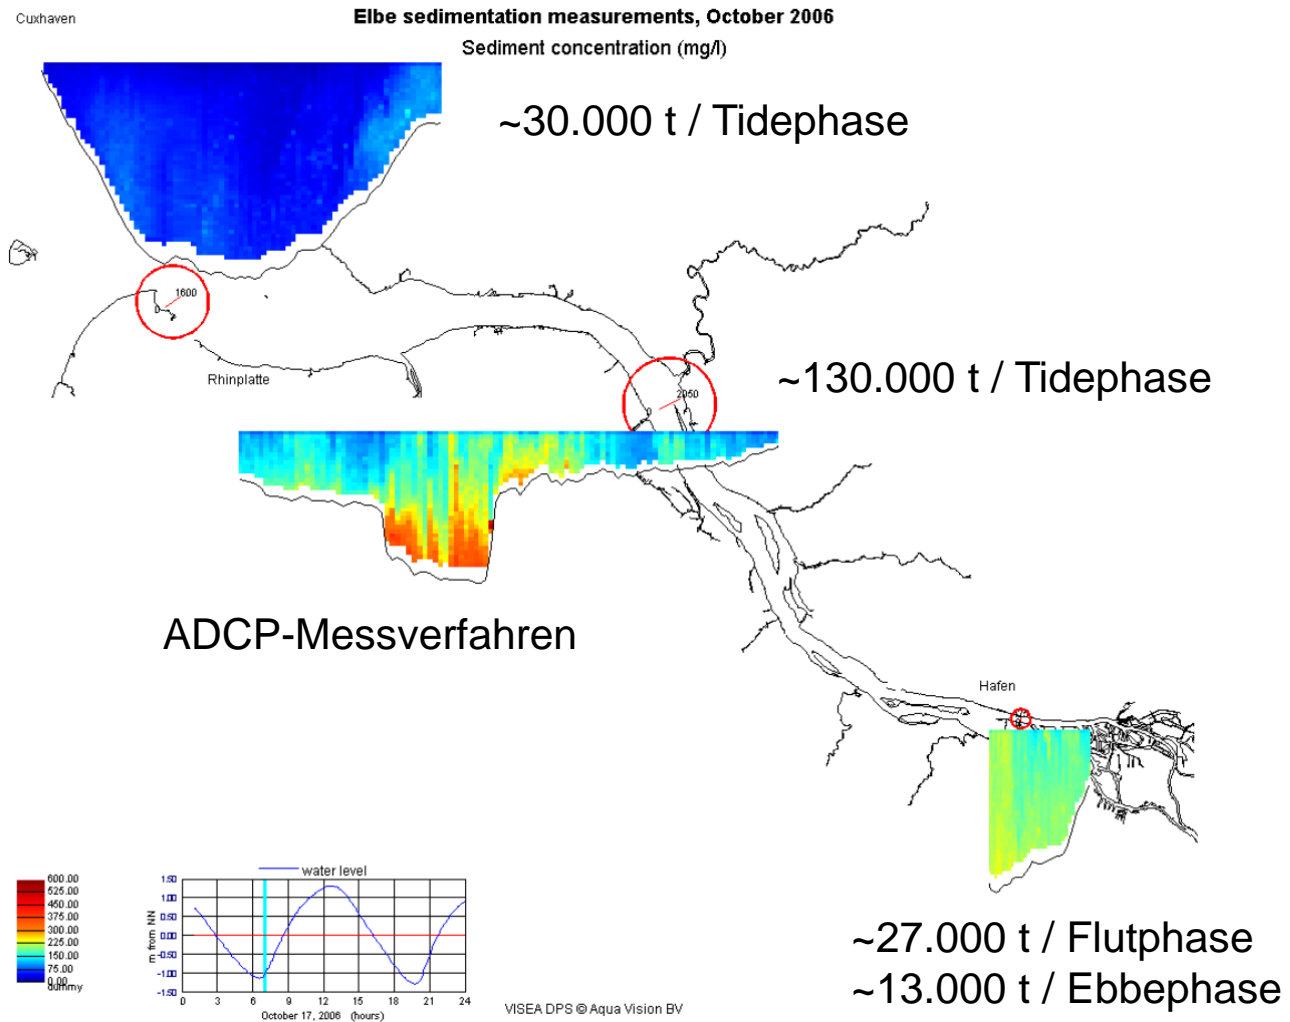 Cuxhaven
Elbe sedimentation measurements, October 2006
Sediment concentration (mg/l)
~30.000 t / Tidephase
1600
0
Rhinplatte
~130.000 t / Tidephase
2050
0
ADCP-Messverfahren
Hafen
600.00
525.00
450.00
375.00
300.00
225.00
150.00
75.00
0.00
dummy
water level
1.50
1.00
0.50
0.00
-0.50
-1.00
-1.50
m from NN
0 3 6 9 12 15 18 21 24
October 17, 2006 (hours)
VISEA DPS © Aqua Vision BV
~27.000 t / Flutphase
~13.000 t / Ebbephase